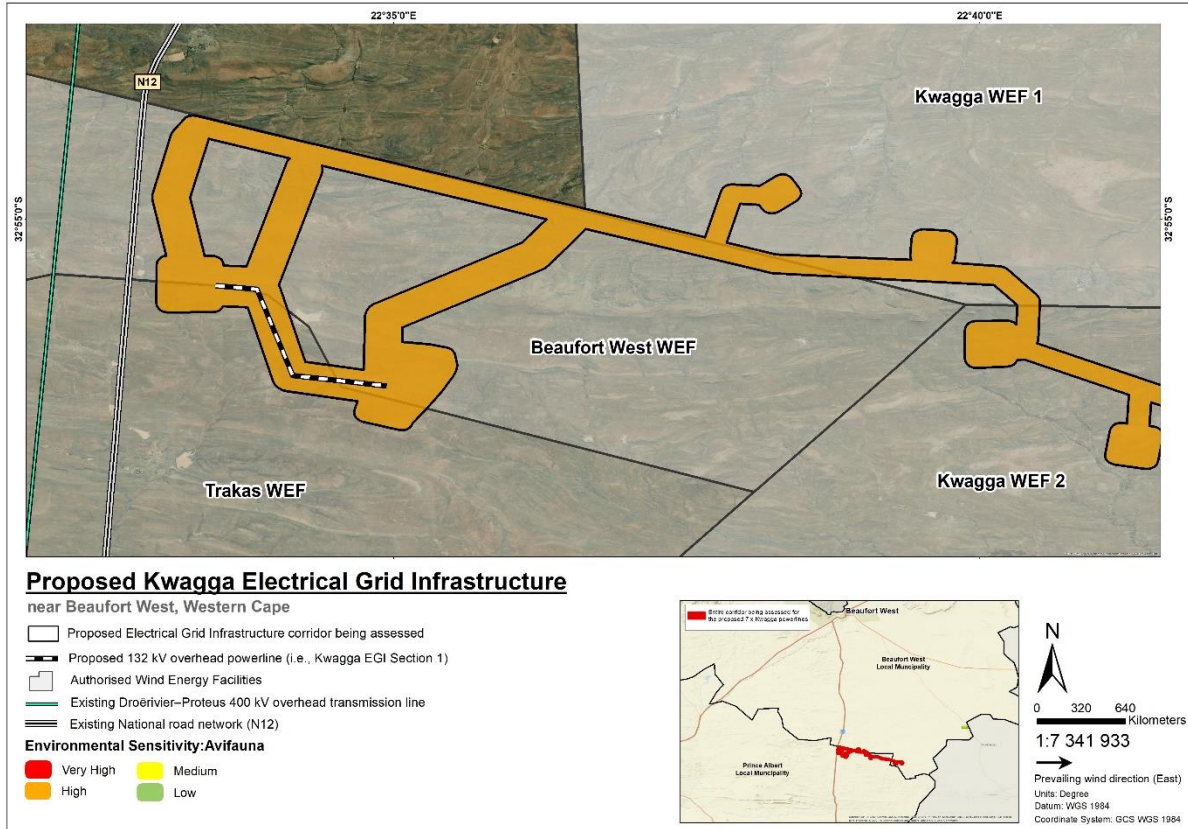 22°35'0"E
22°40'0"E
N12
Kwagga WEF 1
32°55'0"S
32°55'0"S
Beaufort West WEF
Trakas WEF
Kwagga WEF 2
Proposed Kwagga Electrical Grid Infrastructure
near Beaufort West, Western Cape
Proposed Electrical Grid Infrastructure corridor being assessed
Proposed 132 kV overhead powerline (i.e., Kwagga EGI Section 1)
Authorised Wind Energy Facilities
Existing Droërivier–Proteus 400 kV overhead transmission line
Existing National road network (N12)
Environmental Sensitivity:Avifauna
Very High
Medium
High
Low
Entire corridor being assessed for
the proposed 7 x Kwagga powerlines
Beaufort West
Beaufort West
Local Municipality
Prince Albert
Local Muncipality
N
0 320 640
Kilometers
1:7 341 933
Prevailing wind direction (East)
Units: Degree
Datum: WGS 1984
Coordinate System: GCS WGS 1984